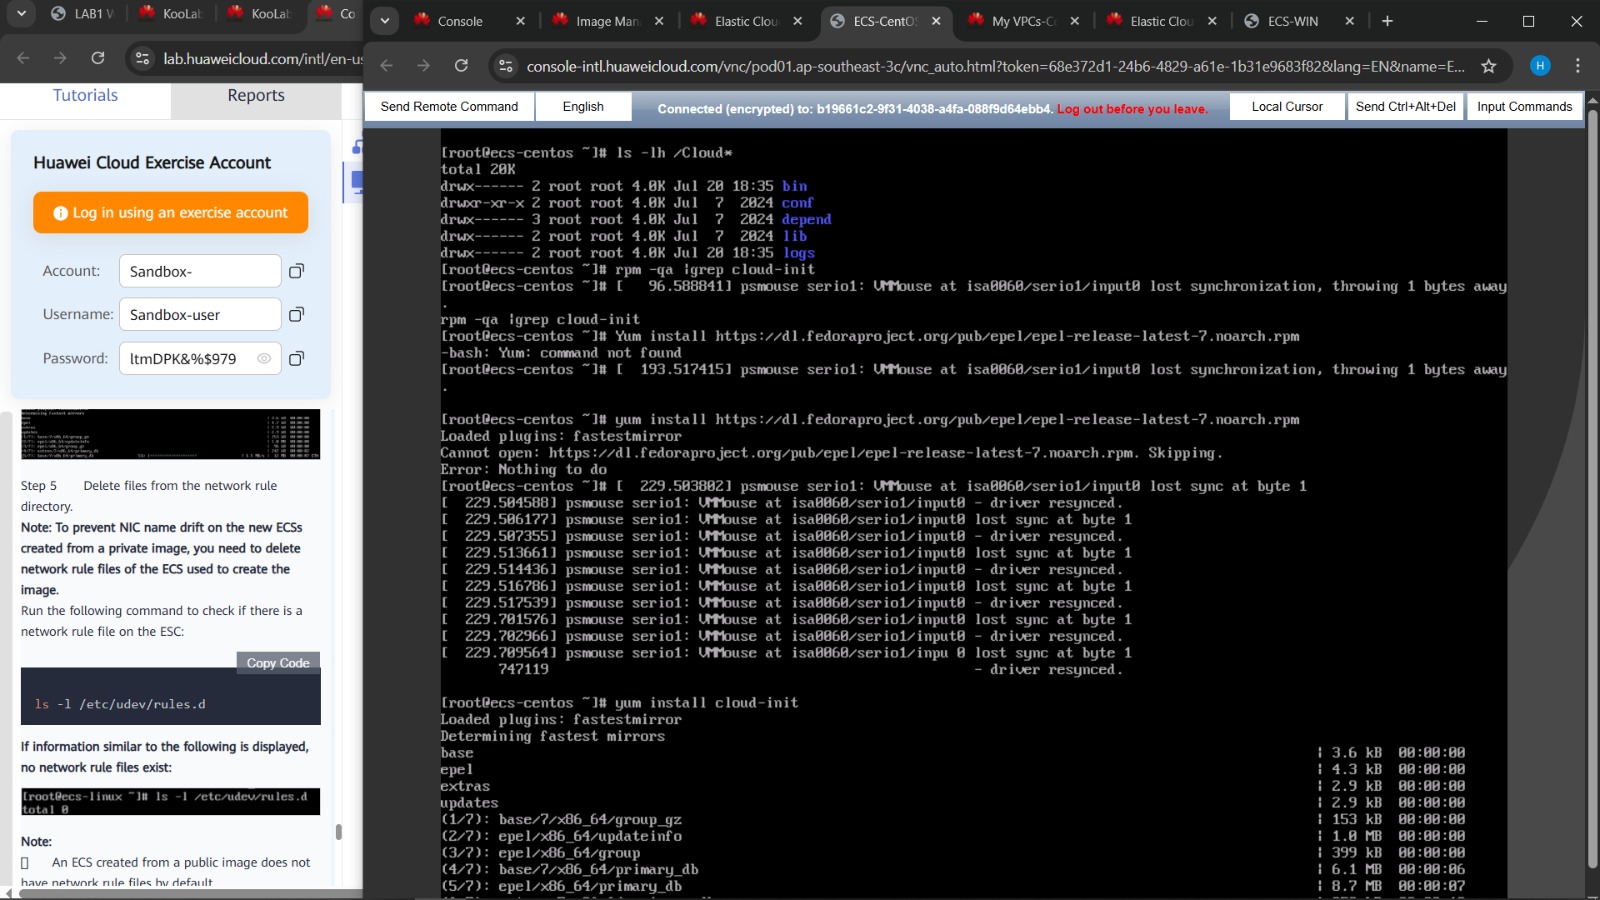 LAB1 W
KooLab
KooLab
Co
lab.huaweicloud.com/intl/en-us
Tutorials
Reports
Huawei Cloud Exercise Account
Log in using an exercise account
Account:
Sandbox-
Username:
Sandbox-user
Password:
ltmDPK&%$979
Step 5 Delete files from the network rule
directory.
Note: To prevent NIC name drift on the new ECSs
created from a private image, you need to delete
network rule files of the ECS used to create the
image.
Run the following command to check if there is a
network rule file on the ESC:
Copy Code
ls -l /etc/udev/rules.d
If information similar to the following is displayed,
no network rule files exist:
[root@ecs-linux ~]# ls -l /etc/udev/rules.d
total 0
Note:
An ECS created from a public image does not
have network rule files by default
Console
Image Man
Elastic Clou
ECS-CentOS
My VPCs-C
Elastic Clou
ECS-WIN
console-intl.huaweicloud.com/vnc/pod01.ap-southeast-3c/vnc_auto.html?token=68e372d1-24b6-4829-a61e-1b31e9683f82&lang=EN&name=E...
H
Send Remote Command
English
Connected (encrypted) to: b19661c2-9f31-4038-a4fa-088f9d64ebb4. Log out before you leave.
Local Cursor
Send Ctrl+Alt+Del
Input Commands
[root@ecs-centos ~]# ls -lh /Cloud*
total 20K
drwx------ 2 root root 4.0K Jul 20 18:35 bin
drwxr-xr-x 2 root root 4.0K Jul  7  2024 conf
drwx------ 3 root root 4.0K Jul  7  2024 depend
drwx------ 2 root root 4.0K Jul  7  2024 lib
drwx------ 2 root root 4.0K Jul 20 18:35 logs
[root@ecs-centos ~]# rpm -qa |grep cloud-init
[root@ecs-centos ~]# [   96.588841] psmouse serio1: VMMouse at isa0060/serio1/input0 lost synchronization, throwing 1 bytes away
.
rpm -qa |grep cloud-init
[root@ecs-centos ~]# Yum install https://dl.fedoraproject.org/pub/epel/epel-release-latest-7.noarch.rpm
-bash: Yum: command not found
[root@ecs-centos ~]# [  193.517415] psmouse serio1: VMMouse at isa0060/serio1/input0 lost synchronization, throwing 1 bytes away
.
[root@ecs-centos ~]# yum install https://dl.fedoraproject.org/pub/epel/epel-release-latest-7.noarch.rpm
Loaded plugins: fastestmirror
Cannot open: https://dl.fedoraproject.org/pub/epel/epel-release-latest-7.noarch.rpm. Skipping.
Error: Nothing to do
[root@ecs-centos ~]# [  229.503802] psmouse serio1: VMMouse at isa0060/serio1/input0 lost sync at byte 1
[  229.504588] psmouse serio1: VMMouse at isa0060/serio1/input0 - driver resynced.
[  229.506177] psmouse serio1: VMMouse at isa0060/serio1/input0 lost sync at byte 1
[  229.507355] psmouse serio1: VMMouse at isa0060/serio1/input0 - driver resynced.
[  229.513661] psmouse serio1: VMMouse at isa0060/serio1/input0 lost sync at byte 1
[  229.514436] psmouse serio1: VMMouse at isa0060/serio1/input0 - driver resynced.
[  229.516786] psmouse serio1: VMMouse at isa0060/serio1/input0 lost sync at byte 1
[  229.517539] psmouse serio1: VMMouse at isa0060/serio1/input0 - driver resynced.
[  229.701576] psmouse serio1: VMMouse at isa0060/serio1/input0 lost sync at byte 1
[  229.702966] psmouse serio1: VMMouse at isa0060/serio1/input0 - driver resynced.
[  229.709564] psmouse serio1: VMMouse at isa0060/serio1/inpu 0 lost sync at byte 1
747119 - driver resynced.
[root@ecs-centos ~]# yum install cloud-init
Loaded plugins: fastestmirror
Determining fastest mirrors
base | 3.6 kB  00:00:00
epel | 4.3 kB  00:00:00
extras | 2.9 kB  00:00:00
updates | 2.9 kB  00:00:00
(1/7): base/7/x86_64/group_gz | 153 kB  00:00:00
(2/7): epel/x86_64/updateinfo | 1.0 MB  00:00:00
(3/7): epel/x86_64/group | 399 kB  00:00:00
(4/7): base/7/x86_64/primary_db | 6.1 MB  00:00:06
(5/7): epel/x86_64/primary_db | 8.7 MB  00:00:07